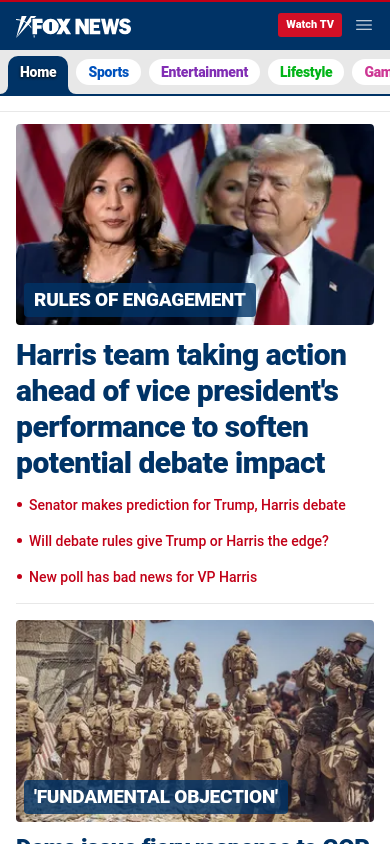 FOX NEWS
Watch TV
Home
Sports
Entertainment
Lifestyle
RULES OF ENGAGEMENT
Harris team taking action
ahead of vice president's
performance to soften
potential debate impact
Senator makes prediction for Trump, Harris debate
Will debate rules give Trump or Harris the edge?
New poll has bad news for VP Harris
'FUNDAMENTAL OBJECTION'